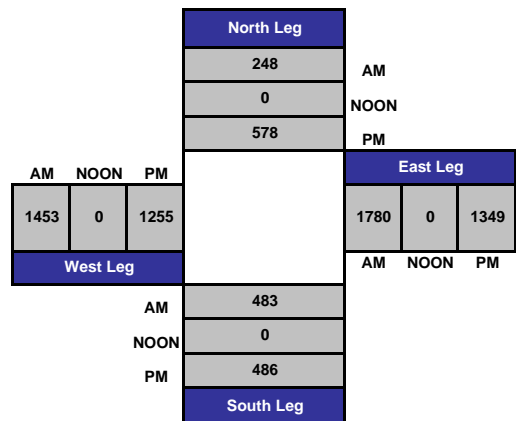 North Leg
248 AM
0 NOON
578 PM
AM NOON PM
East Leg
1453 0 1255
1780 0 1349
West Leg
AM NOON PM
AM 483
NOON 0
PM 486
South Leg